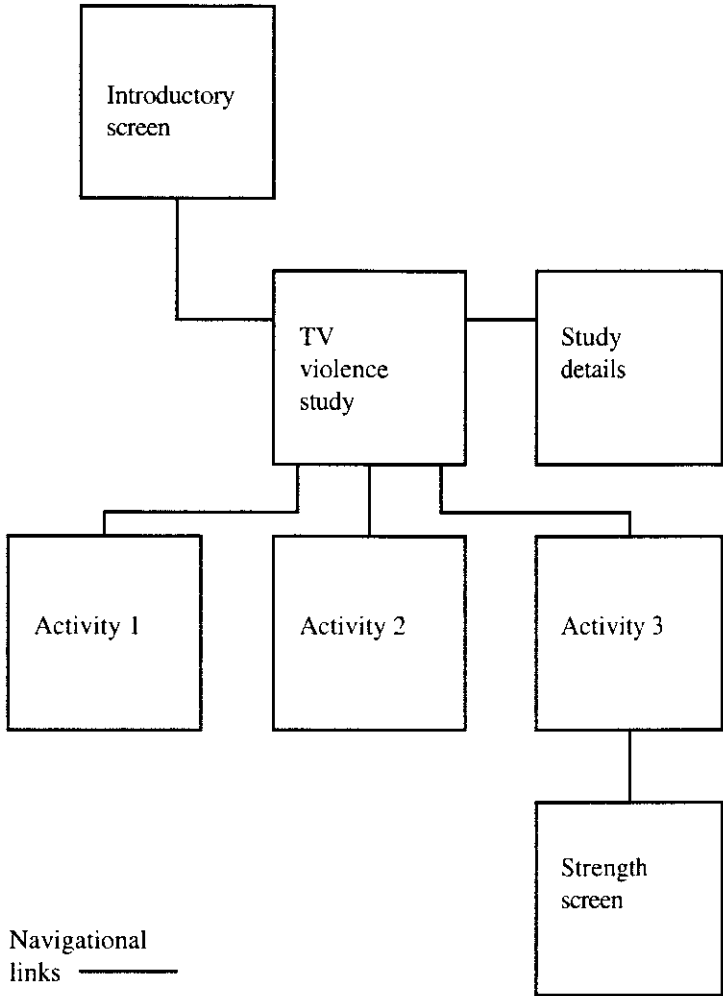 Introductory
screen
TV
violence
study
Study
details
Activity 1
Activity 2
Activity 3
Strength
screen
Navigational
links